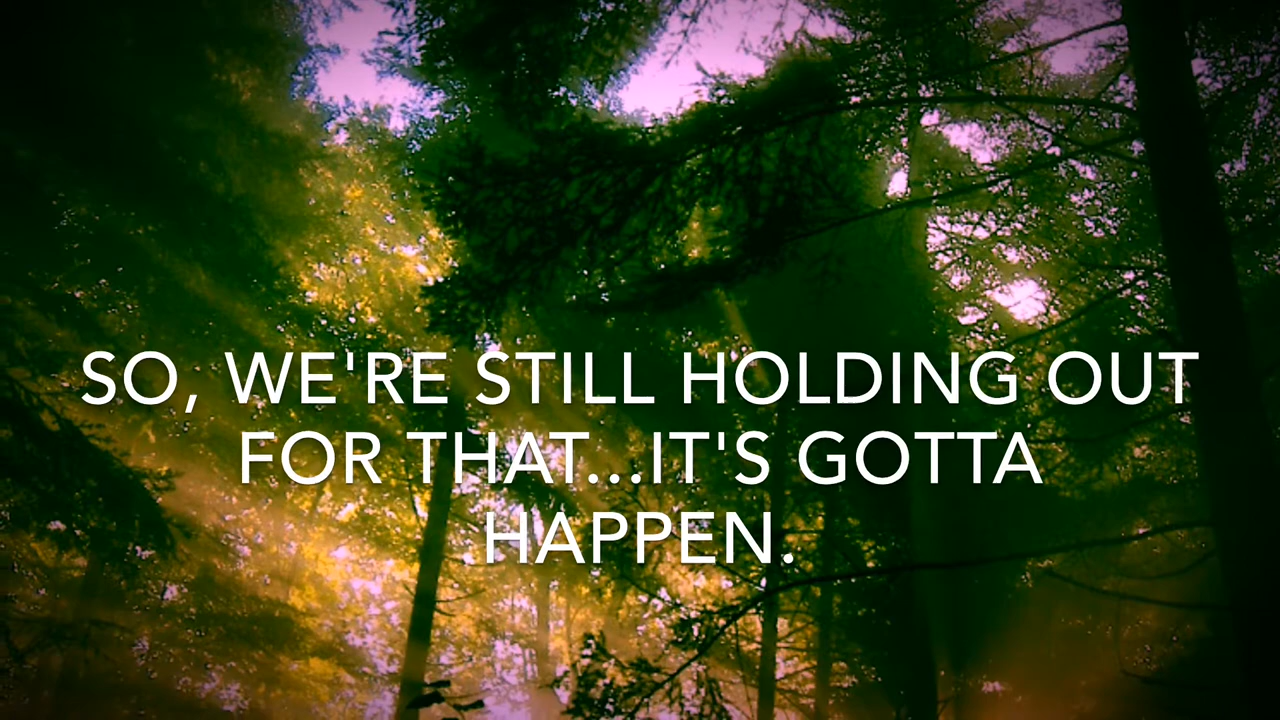 SO, WE'RE STILL HOLDING OUT
FOR THAT...IT'S GOTTA
HAPPEN.